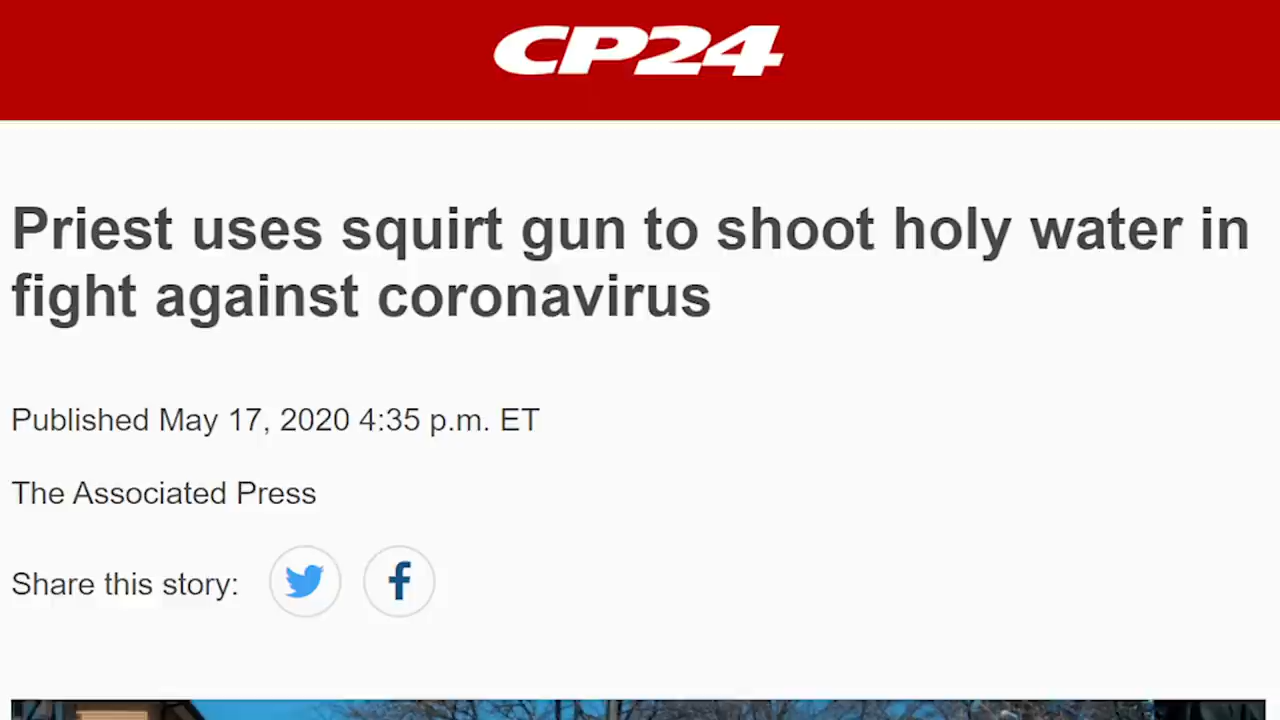 CP24
Priest uses squirt gun to shoot holy water in
fight against coronavirus
Published May 17, 2020 4:35 p.m. ET
The Associated Press
Share this story: